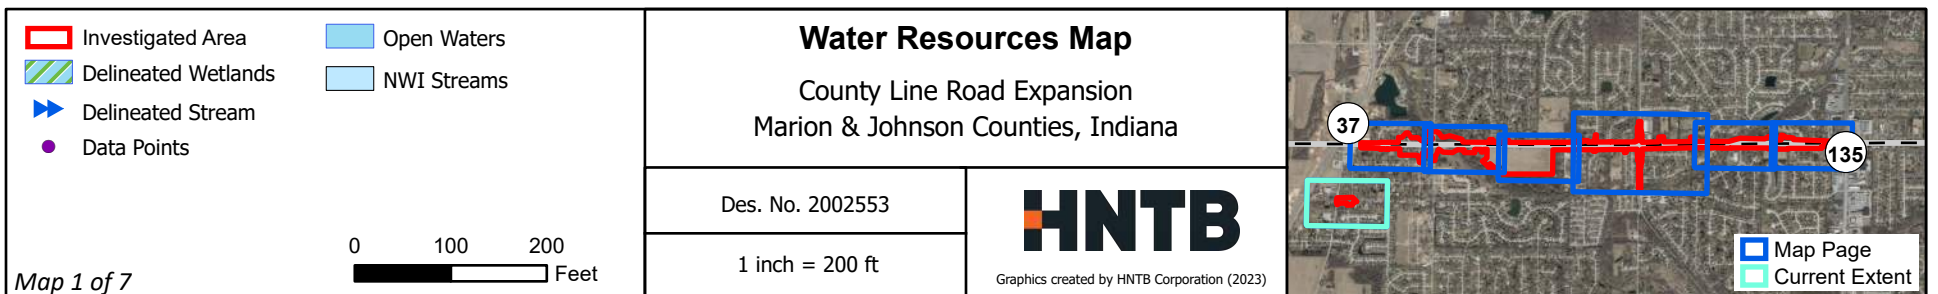 Investigated Area
Delineated Wetlands
Delineated Stream
Data Points
Open Waters
NWI Streams
0 100 200
Feet
Map 1 of 7
Water Resources Map
County Line Road Expansion
Marion & Johnson Counties, Indiana
Des. No. 2002553
1 inch = 200 ft
HNTB
Graphics created by HNTB Corporation (2023)
37
135
Map Page
Current Extent